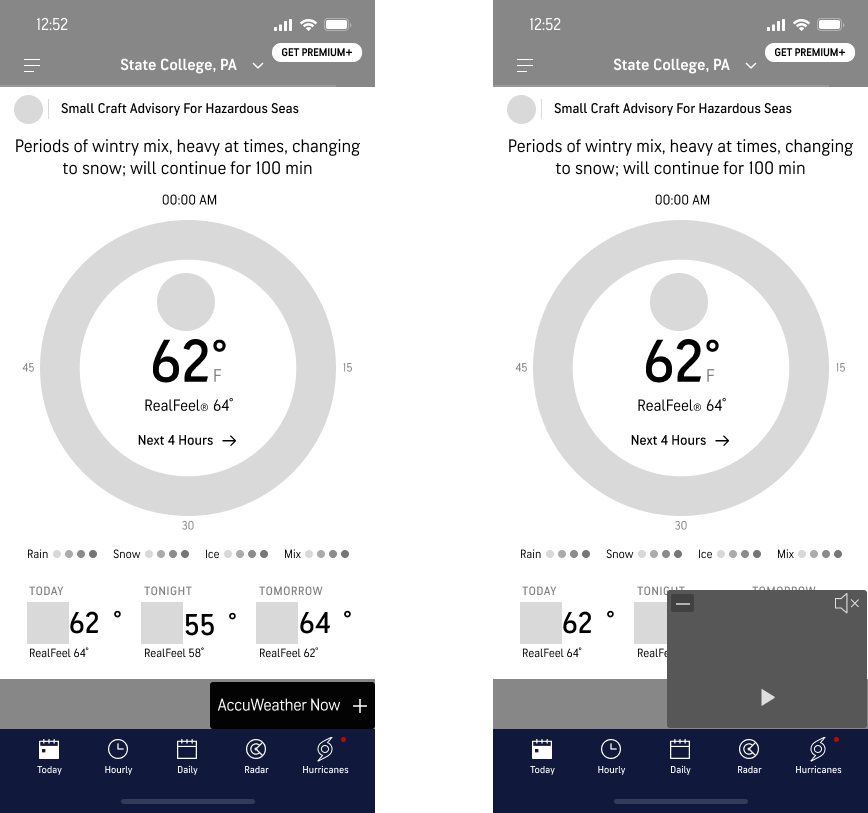 12:52
GET PREMIUM+
State College, PA
Small Craft Advisory For Hazardous Seas
Periods of wintry mix, heavy at times, changing
to snow; will continue for 100 min
00:00 AM
62°
F
45
15
RealFeel® 64°
Next 4 Hours →
30
Rain
Snow
Ice
Mix
TODAY
TONIGHT
TOMORROW
62 °
55 °
64 °
RealFeel 64°
RealFeel 58°
RealFeel 62°
AccuWeather Now +
Today
Hourly
Daily
Radar
Hurricanes
12:52
GET PREMIUM+
State College, PA
Small Craft Advisory For Hazardous Seas
Periods of wintry mix, heavy at times, changing
to snow; will continue for 100 min
00:00 AM
62°
F
45
15
RealFeel® 64°
Next 4 Hours →
30
Rain
Snow
Ice
Mix
TODAY
TONIGHT
TOMORROW
62 °
RealFeel 64°
Today
Hourly
Daily
Radar
Hurricanes